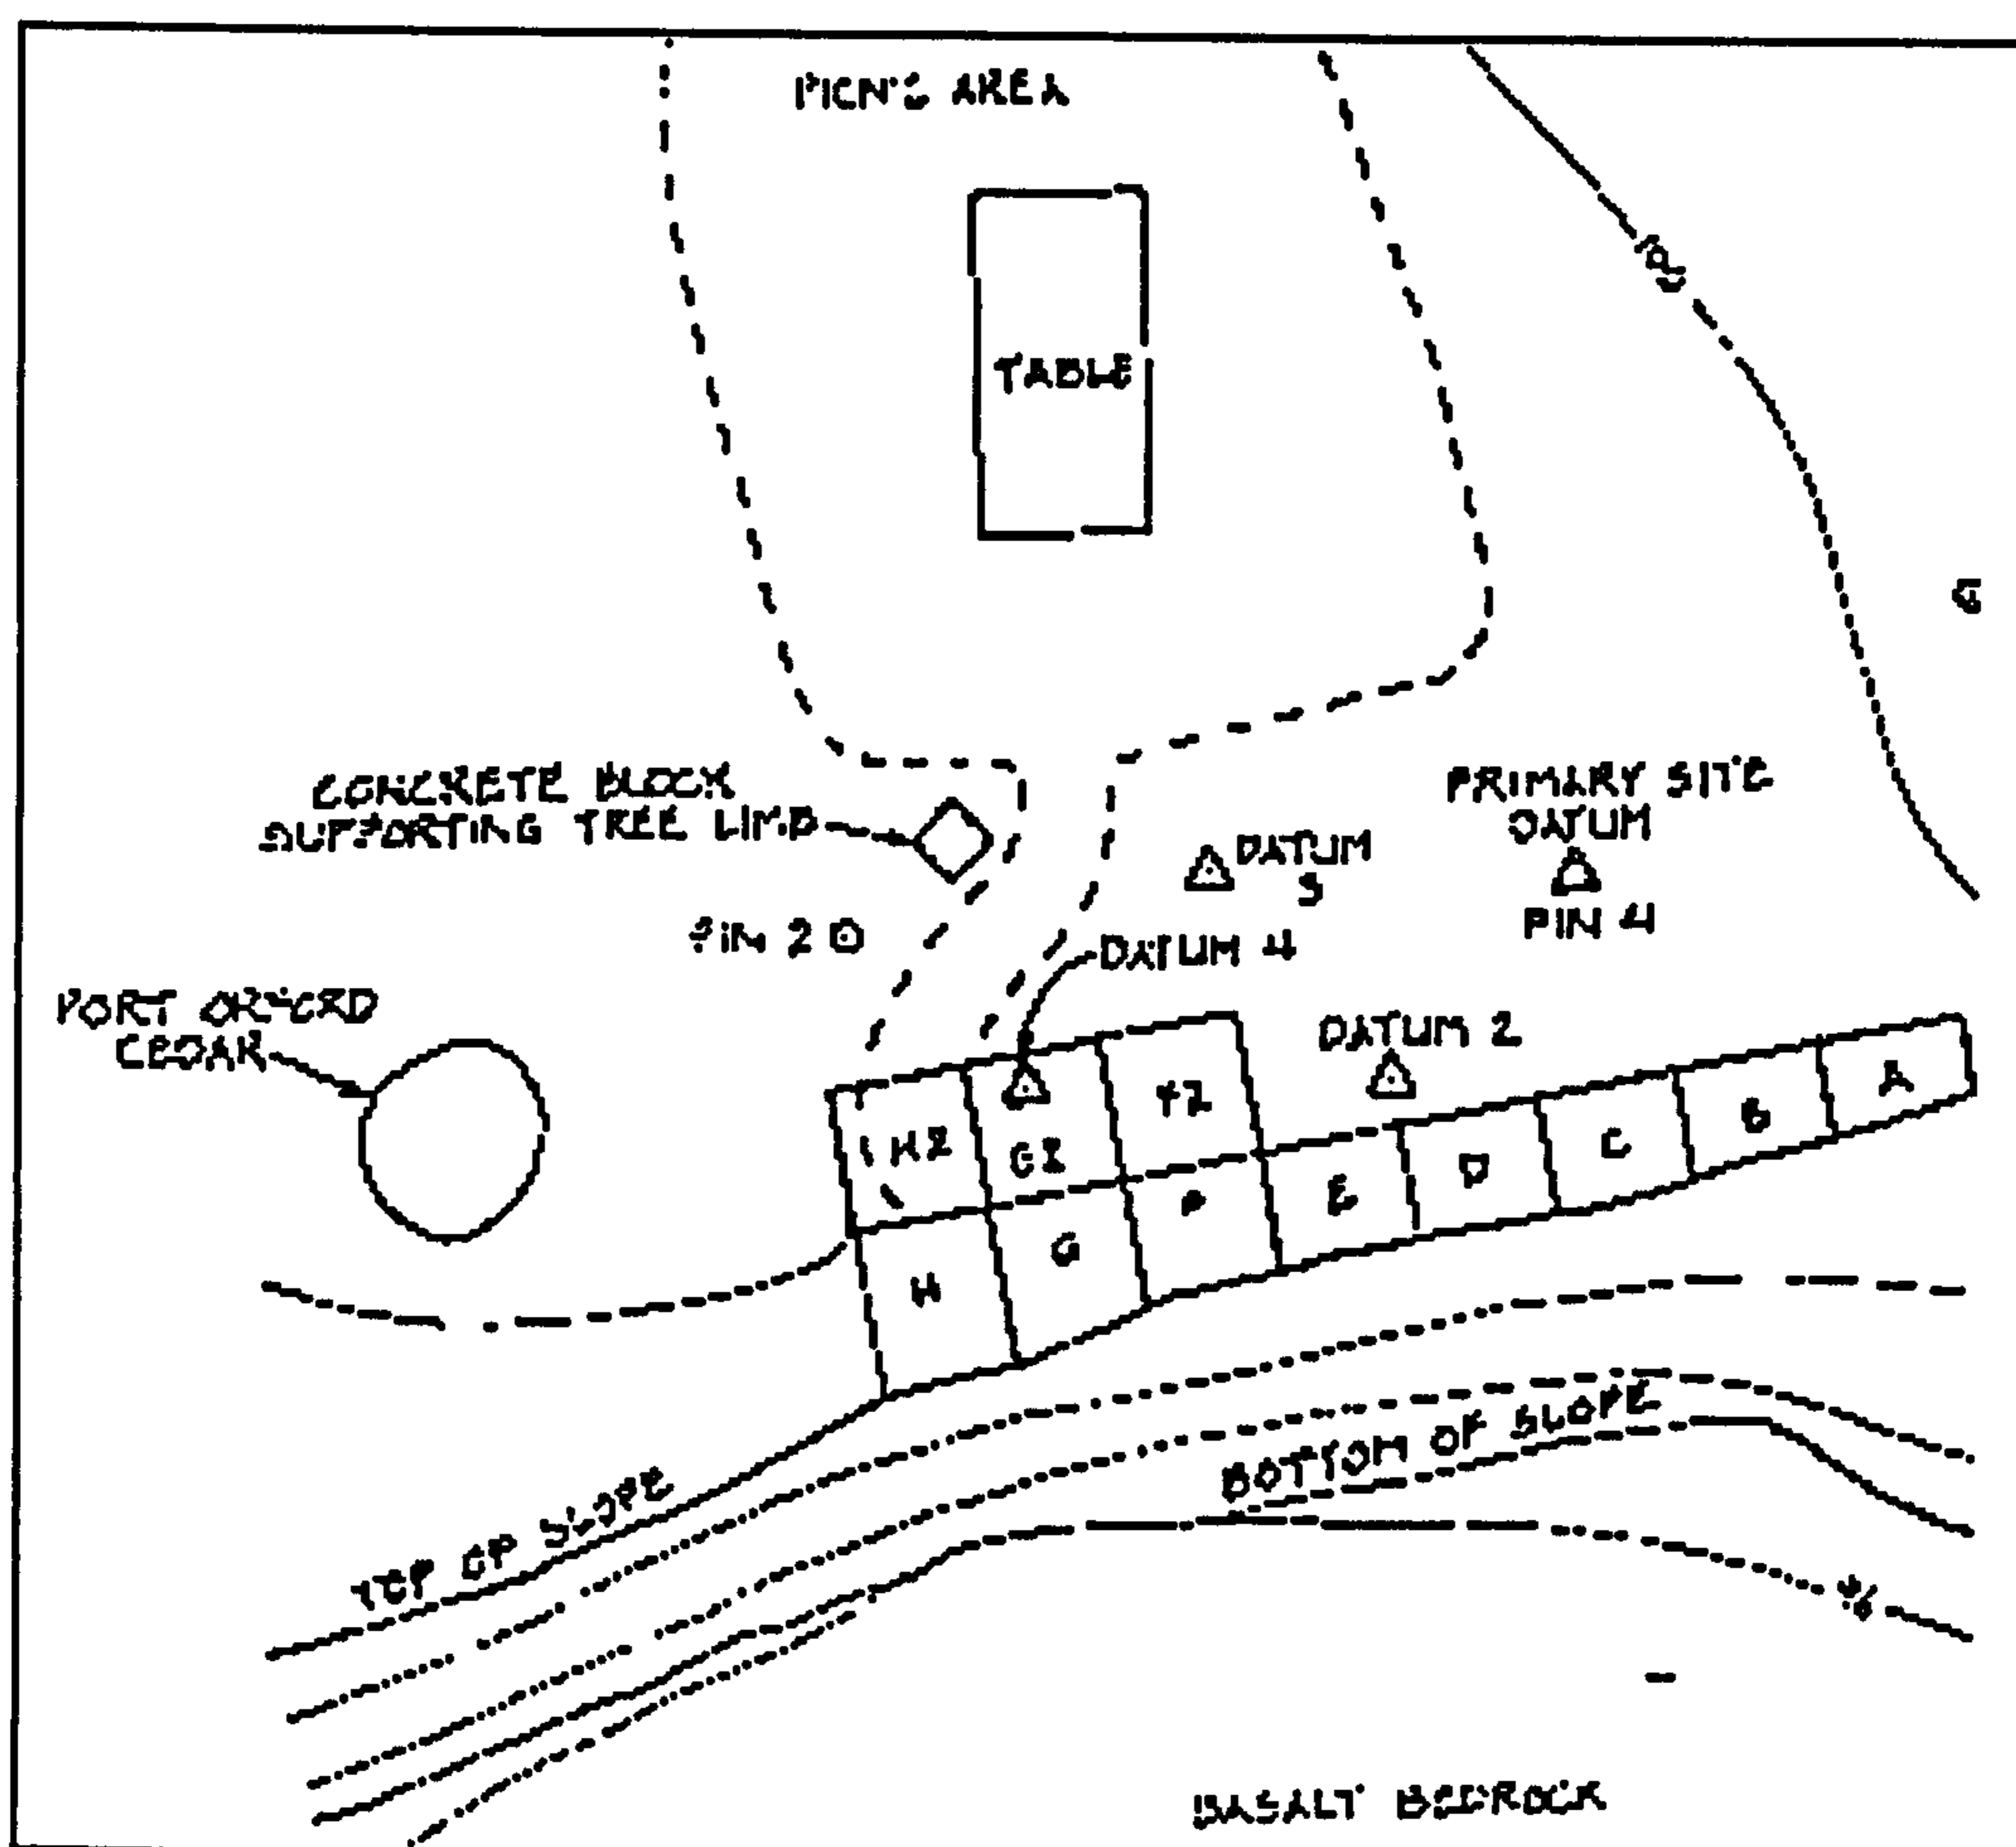 PICNIC AREA
TABLE
CONCRETE BLOCK
SUPPORTING TREE LIMB
PRIMARY SITE
DATUM
DATUM
PIN 4
PIN 2
DATUM 4
PORT ORFORD
CEDAR
DATUM 2
A
B
C
D
E
F
G
H
H2
G2
F2
BOTTOM OF SLOPE
TOP OF SLOPE
BASALT BEDROCK